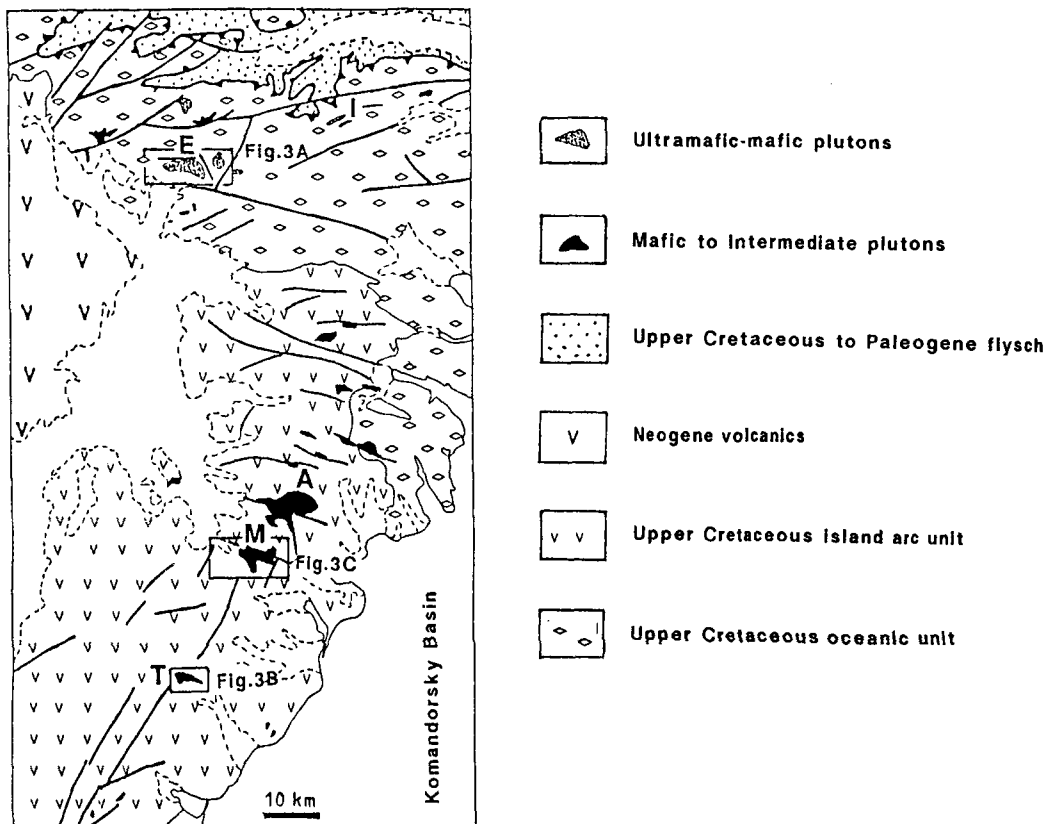 I
E
Fig.3A
A
M
Fig.3C
T
Fig.3B
Komandorsky Basin
10 km
Ultramafic-mafic plutons
Mafic to Intermediate plutons
Upper Cretaceous to Paleogene flysch
Neogene volcanics
Upper Cretaceous island arc unit
Upper Cretaceous oceanic unit